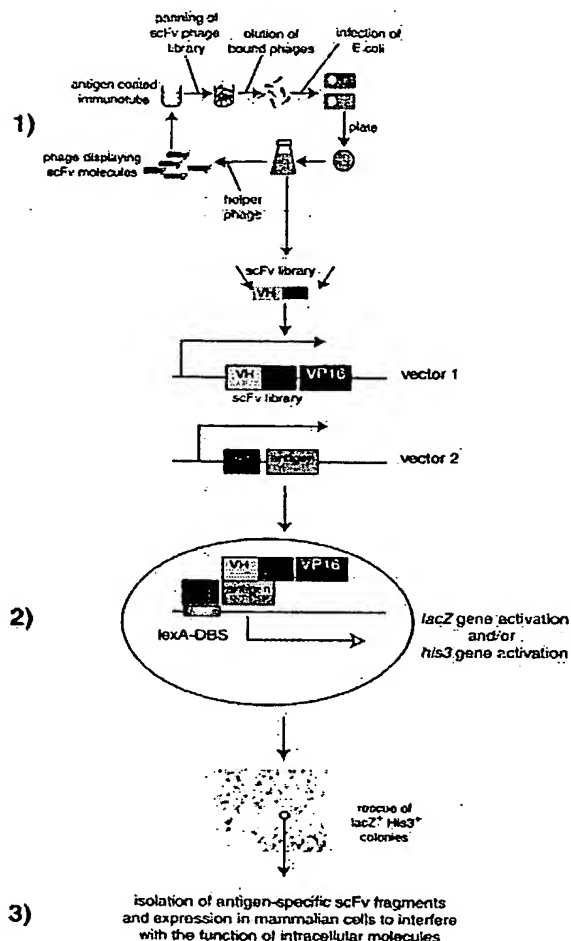 panning of
scFv phage
library
elution of
bound phages
infection of
E.coli
antigen coated
immunotube
1)
plate
phage displaying
scFv molecules
helper
phage
scFv library
VH
VH
VP16
vector 1
scFv library
antigen
vector 2
VH
VP16
antigen
2)
lexA-DBS
lacZ gene activation
and/or
his3 gene activation
rescue of
lacZ+ His3+
colonies
3)
isolation of antigen-specific scFv fragments
and expression in mammalian cells to interfere
with the function of intracellular molecules